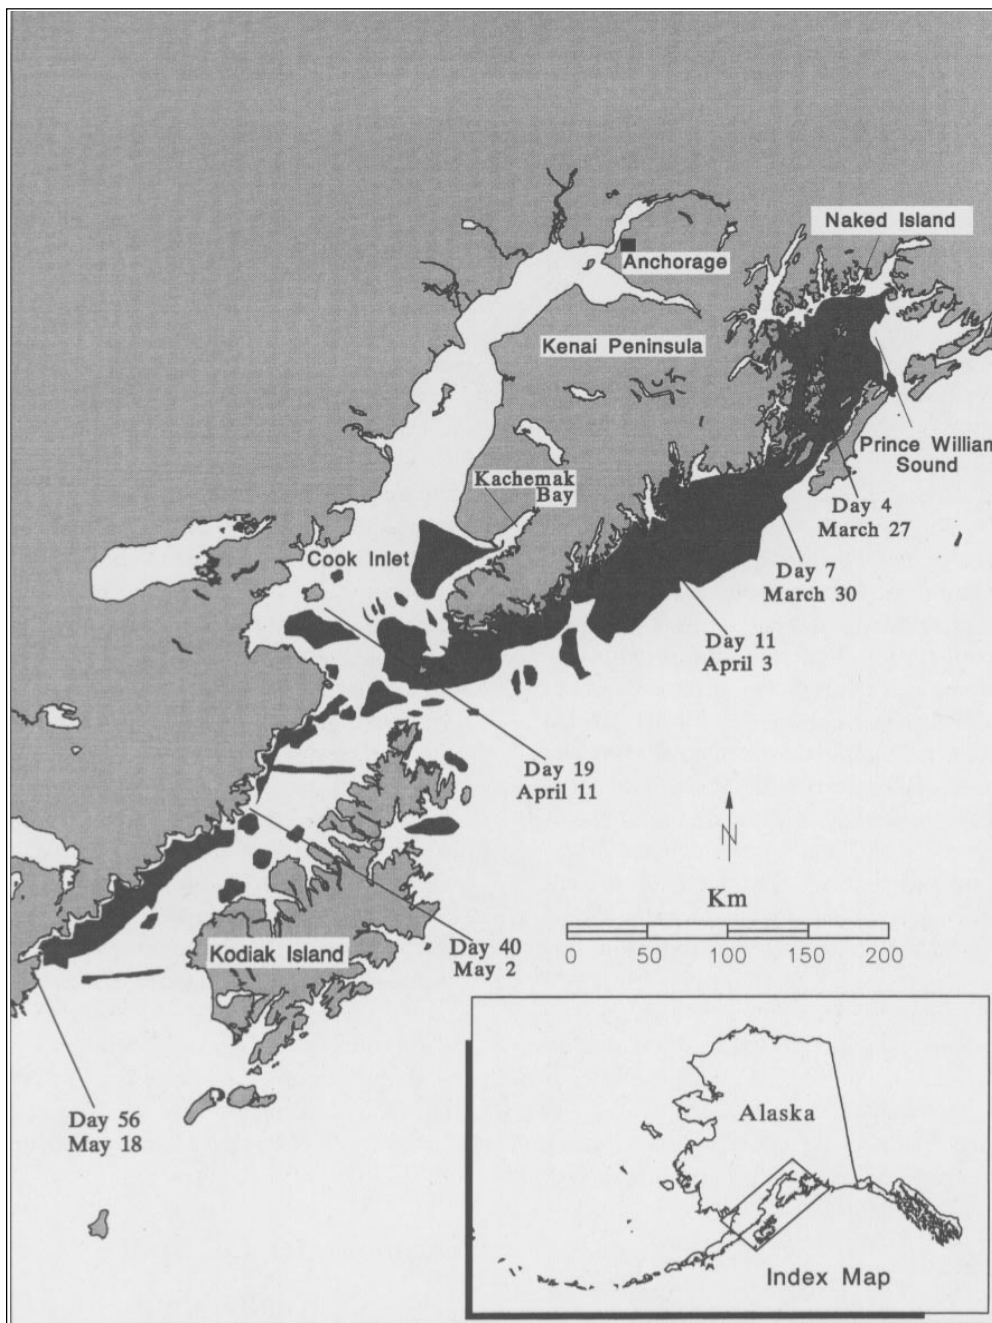 Naked Island
Anchorage
Kenai Peninsula
Prince William
Sound
Kachemak
Bay
Day 4
March 27
Cook Inlet
Day 7
March 30
Day 11
April 3
Day 19
April 11
N
Km
0 50 100 150 200
Day 40
May 2
Kodiak Island
Day 56
May 18
Alaska
Index Map